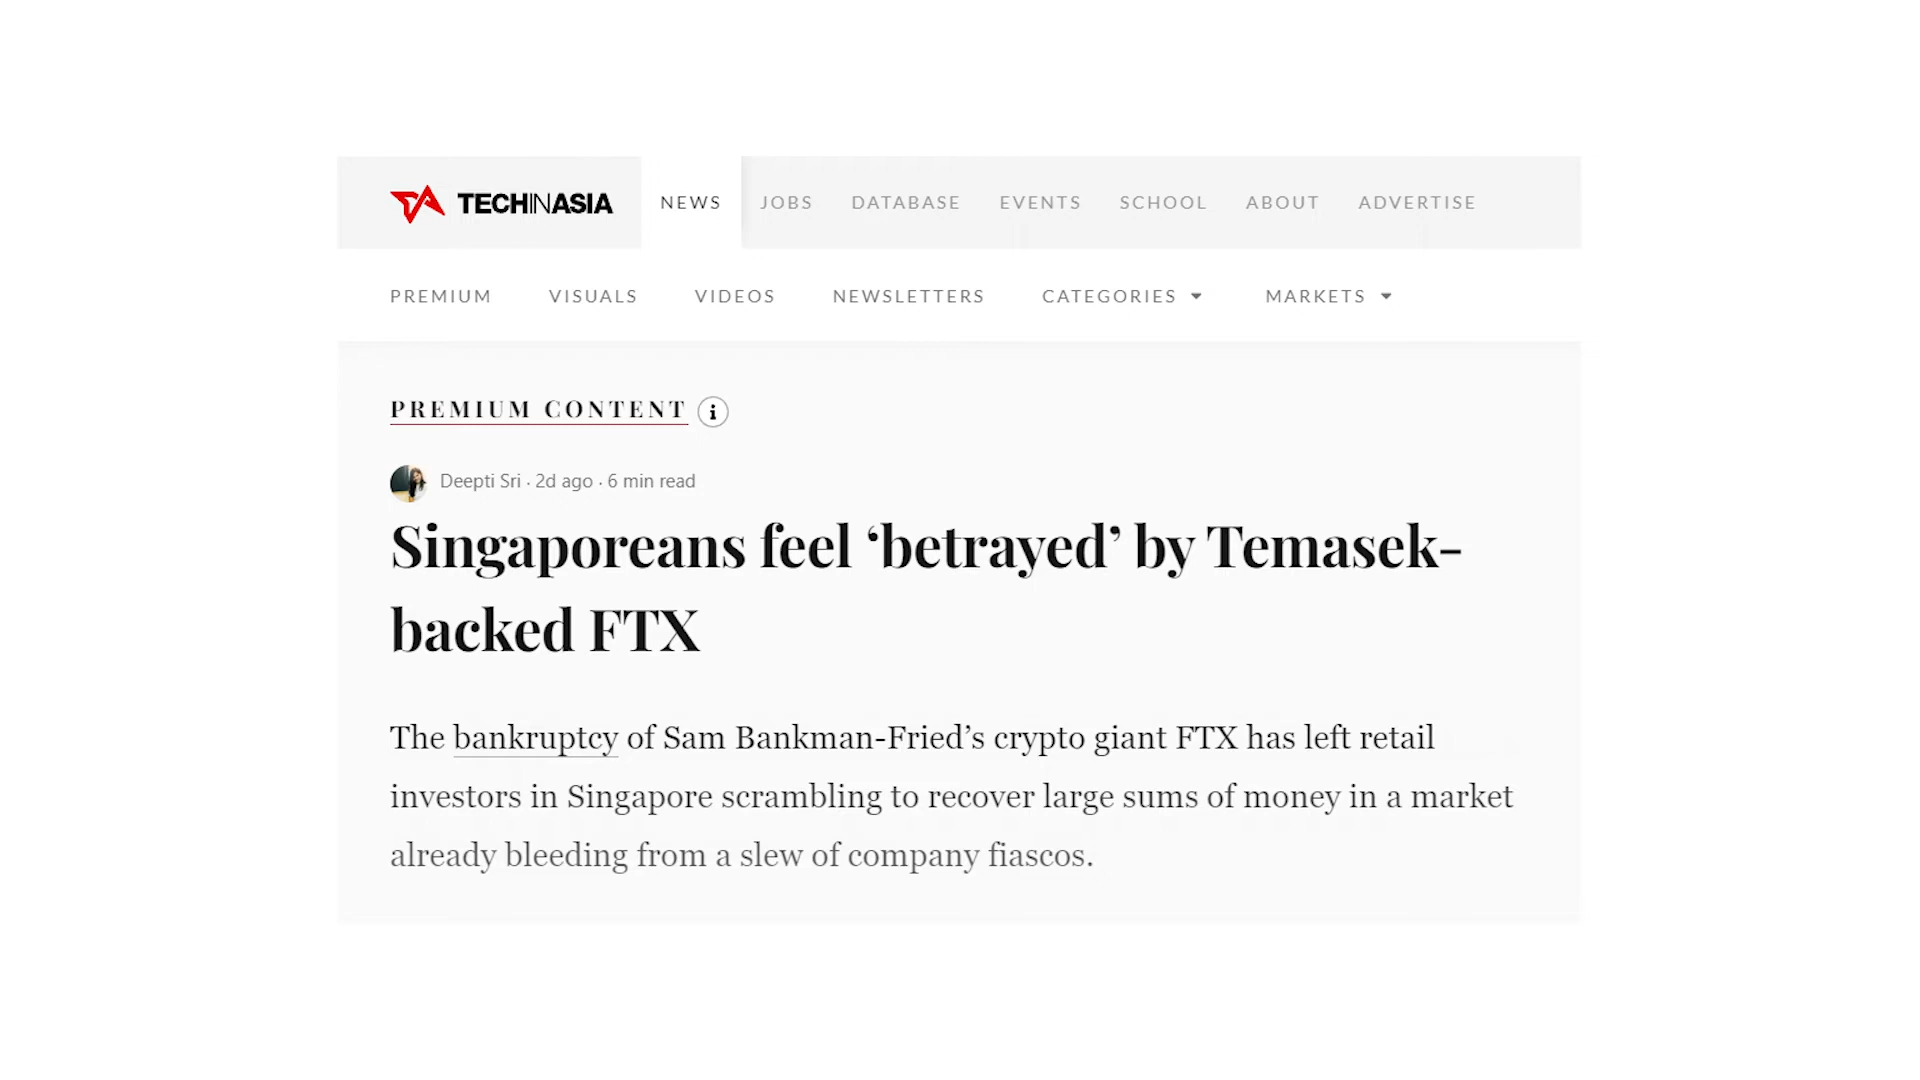 TECHINASIA
NEWS
JOBS
DATABASE
EVENTS
SCHOOL
ABOUT
ADVERTISE
PREMIUM
VISUALS
VIDEOS
NEWSLETTERS
CATEGORIES
MARKETS
PREMIUM CONTENT i
Deepti Sri · 2d ago · 6 min read
Singaporeans feel ‘betrayed’ by Temasek-
backed FTX
The bankruptcy of Sam Bankman-Fried’s crypto giant FTX has left retail
investors in Singapore scrambling to recover large sums of money in a market
already bleeding from a slew of company fiascos.